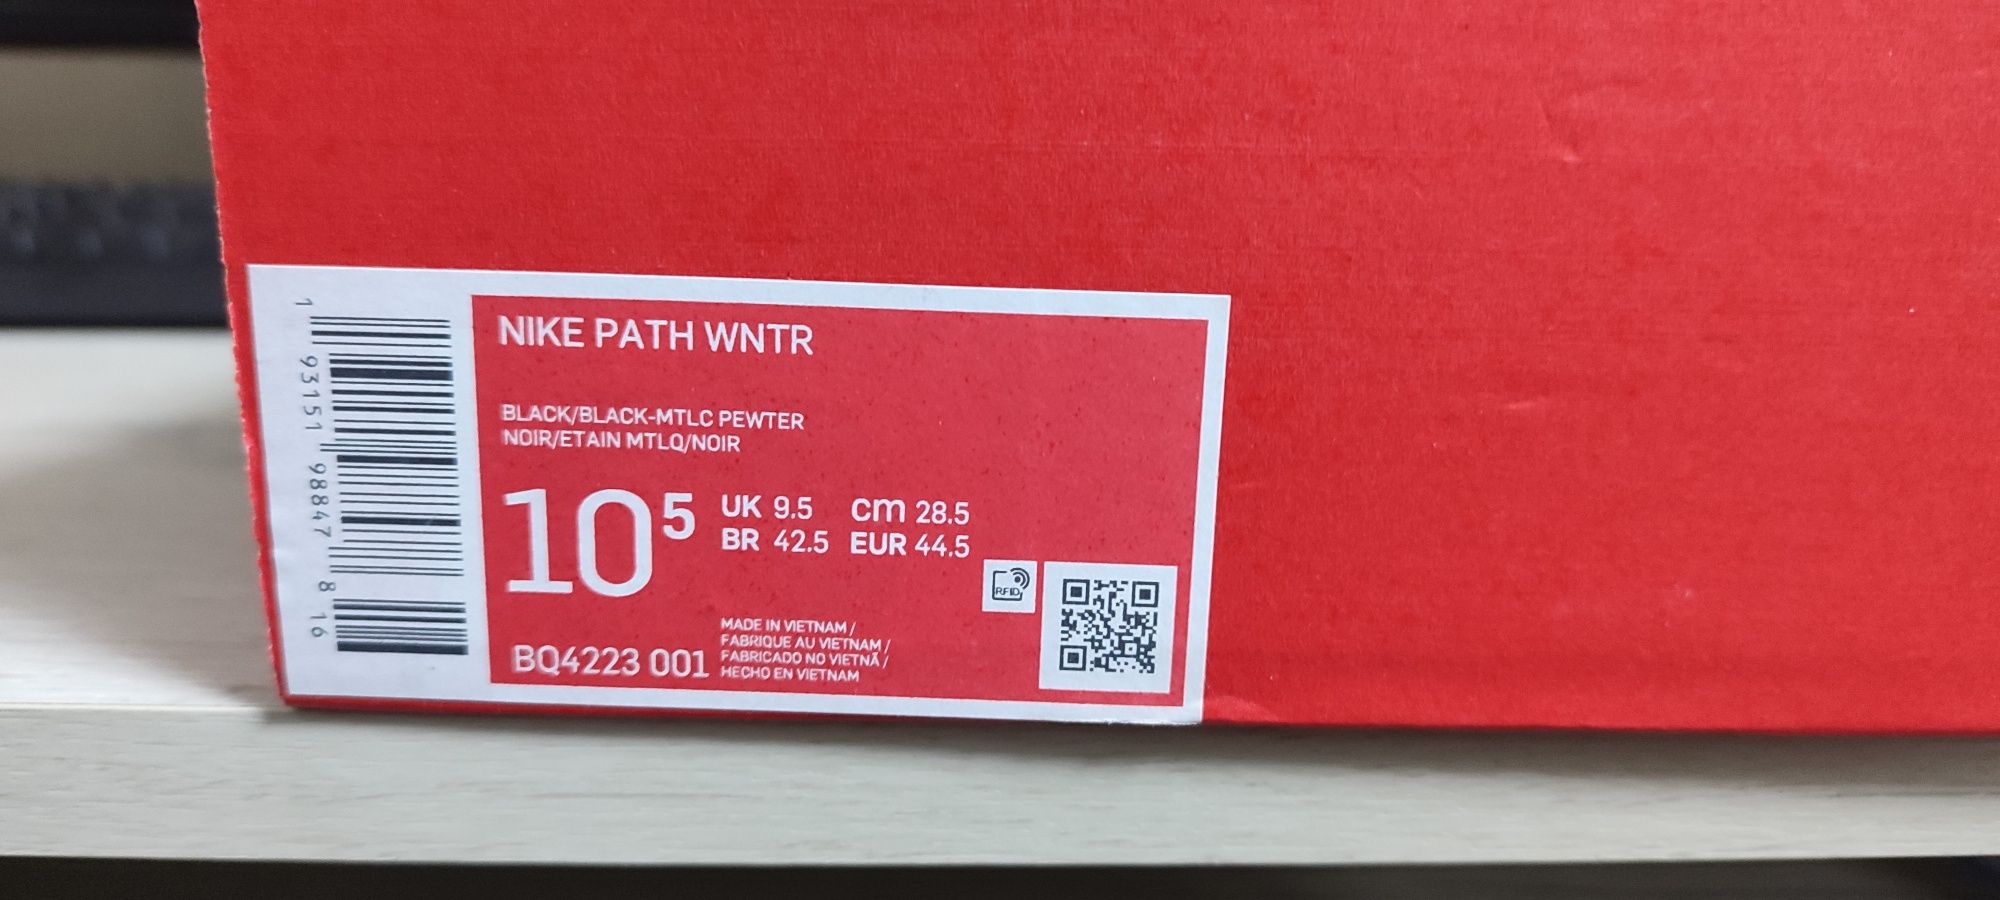 NIKE PATH WNTR
BLACK/BLACK-MTLC PEWTER
NOIR/ETAIN MTLQ/NOIR
10 5
UK 9.5 cm 28.5
BR 42.5 EUR 44.5
RFID
BQ4223 001
MADE IN VIETNAM /
FABRIQUE AU VIETNAM /
FABRICADO NO VIETNÃ /
HECHO EN VIETNAM
1 93151 98847 8 16